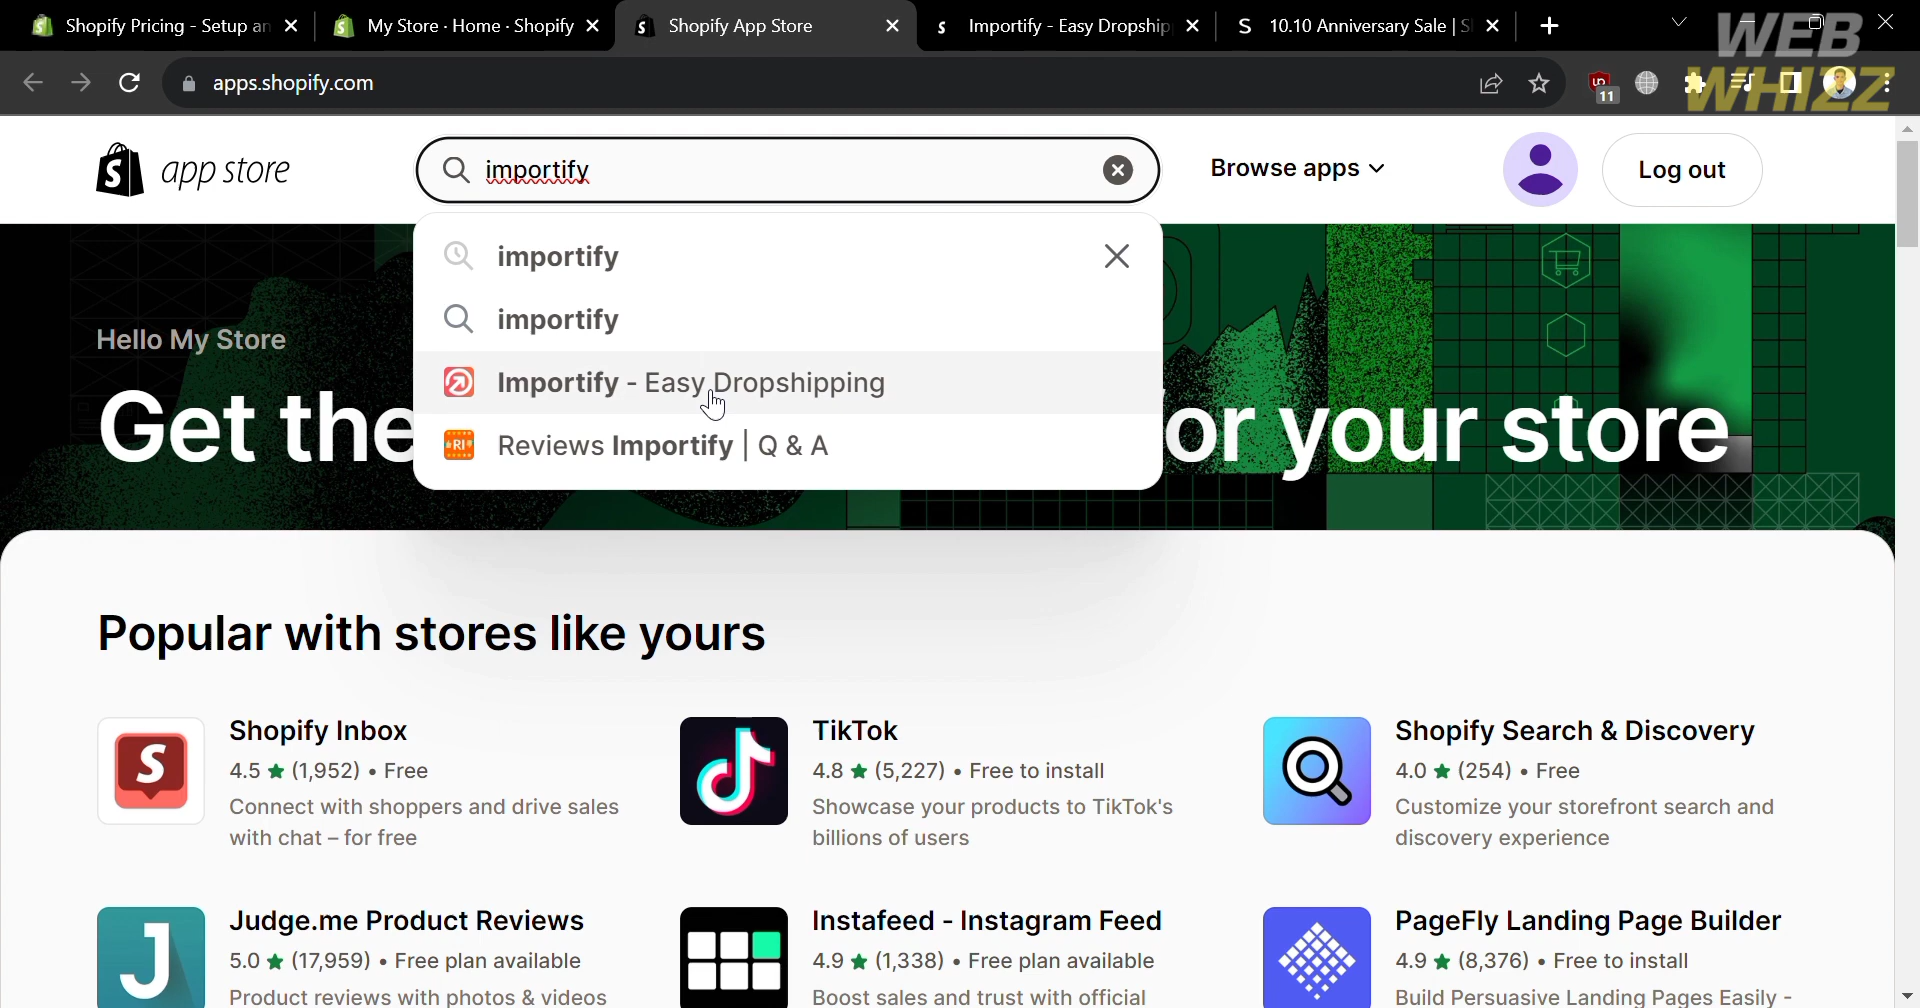 Shopify Pricing - Setup an
My Store · Home · Shopify
Shopify App Store
Importify - Easy Dropship
10.10 Anniversary Sale | S
WEB
WHIZZ
apps.shopify.com
11
app store
importify
Browse apps
Log out
importify
importify
Importify - Easy Dropshipping
Reviews Importify | Q & A
Hello My Store
Get the
or your store
Popular with stores like yours
Shopify Inbox
4.5 ★ (1,952) • Free
Connect with shoppers and drive sales
with chat – for free
TikTok
4.8 ★ (5,227) • Free to install
Showcase your products to TikTok's
billions of users
Shopify Search & Discovery
4.0 ★ (254) • Free
Customize your storefront search and
discovery experience
Judge.me Product Reviews
5.0 ★ (17,959) • Free plan available
Product reviews with photos & videos
Instafeed - Instagram Feed
4.9 ★ (1,338) • Free plan available
Boost sales and trust with official
PageFly Landing Page Builder
4.9 ★ (8,376) • Free to install
Build Persuasive Landing Pages Easily -